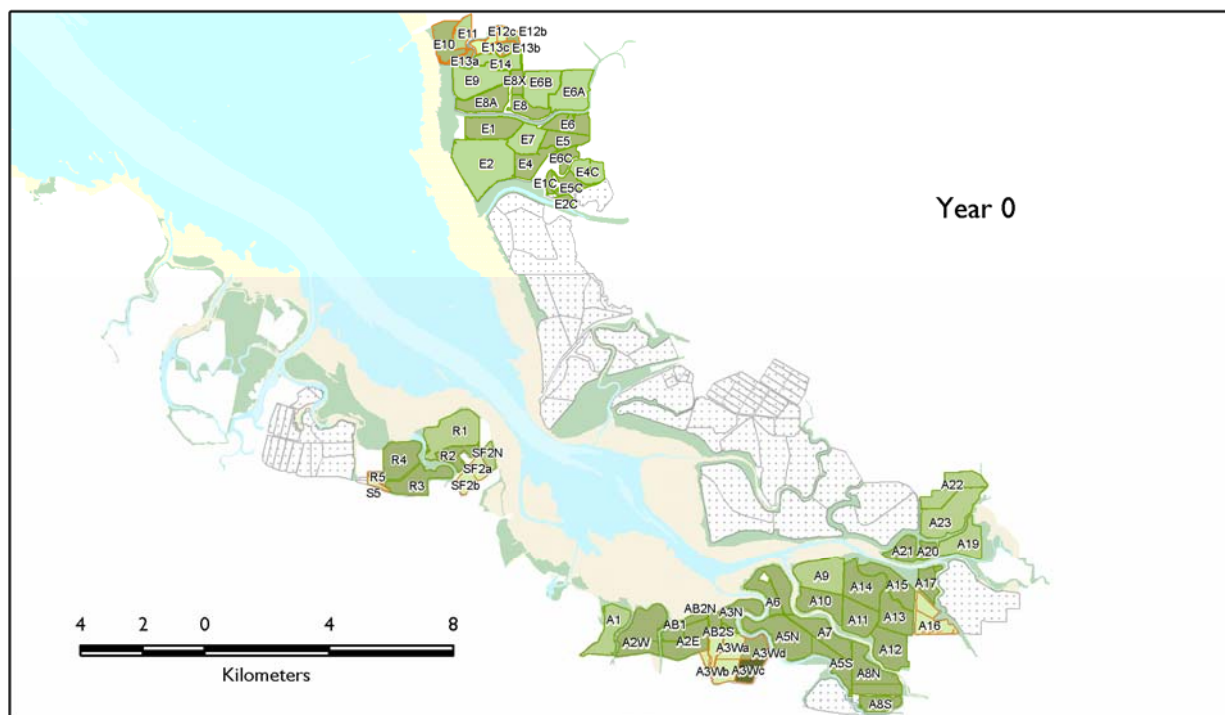 E11
E12c
E12b
E10
E13c
E13b
E13a
E14
E9
E8X
E6B
E6A
E8A
E8
E1
E6
E7
E5
E2
E4
E6C
E4C
E1C
E5C
E2C
Year 0
R1
R4
R2
SF2N
SF2a
R5
R3
SF2b
S5
A22
A23
A19
A21
A20
A9
A14
A15
A17
A6
A10
A1
AB2N
A3N
A11
A13
A16
AB1
AB2S
A5N
A7
A2W
A2E
A3Wa
A3Wd
A12
A3Wb
A3Wc
A5S
A8N
A8S
4 2 0 4 8
Kilometers